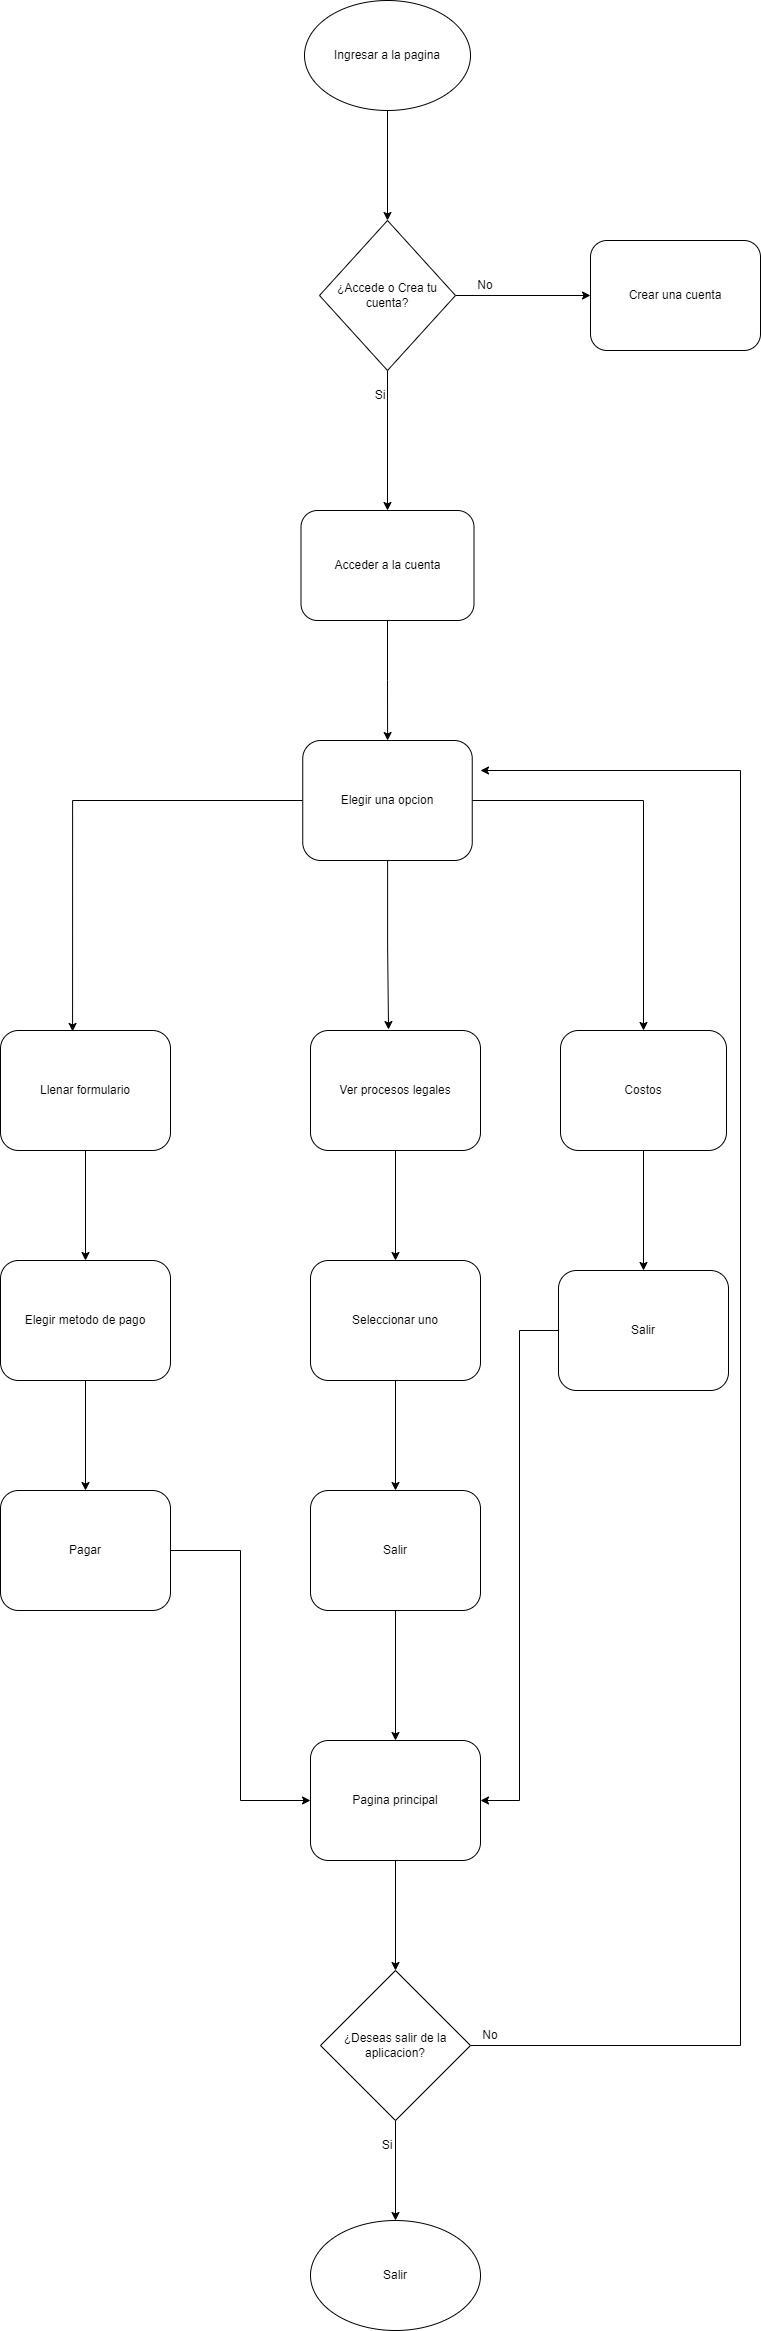 Ingresar a la pagina
¿Accede o Crea tu
cuenta?
No
Crear una cuenta
Si
Acceder a la cuenta
Elegir una opcion
Llenar formulario
Ver procesos legales
Costos
Elegir metodo de pago
Seleccionar uno
Salir
Pagar
Salir
Pagina principal
¿Deseas salir de la
aplicacion?
No
Si
Salir